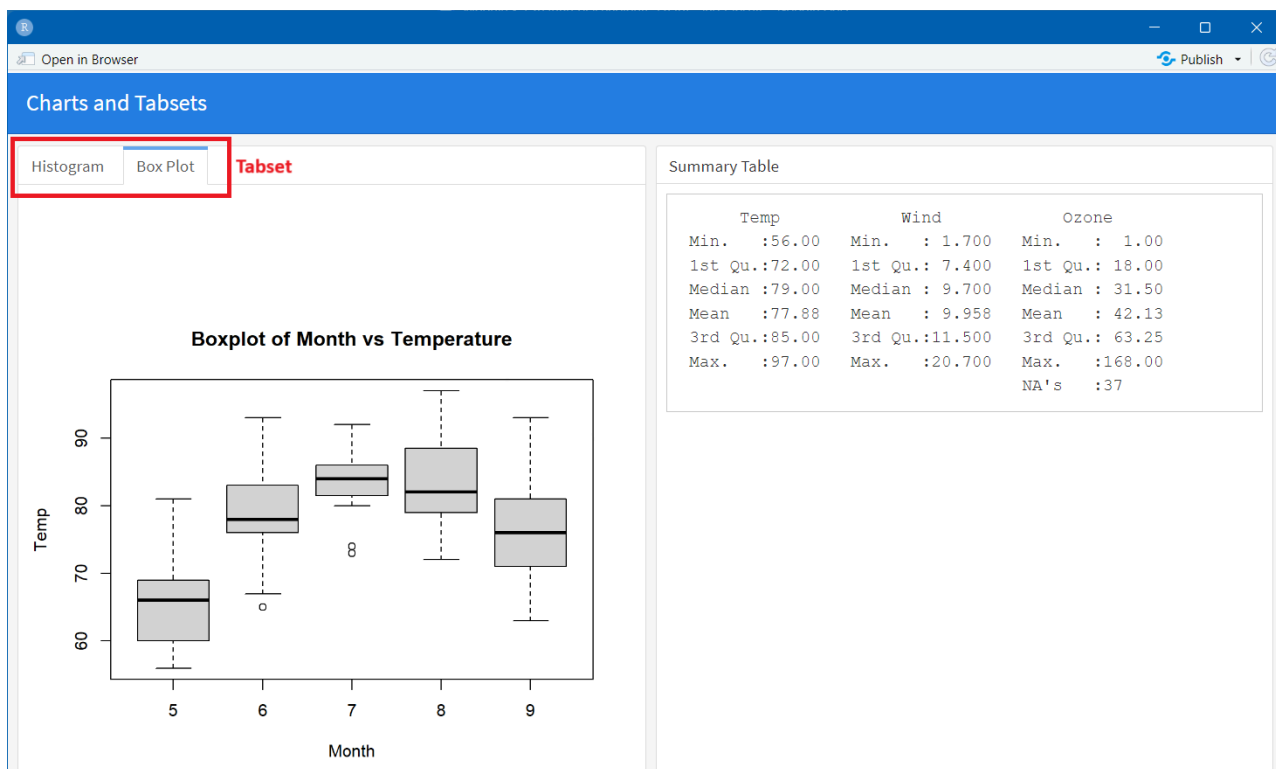 R
Open in Browser
Publish
Charts and Tabsets
Histogram Box Plot Tabset
Boxplot of Month vs Temperature
Temp
90
80
70
60
5 6 7 8 9
Month
Summary Table
Temp Wind Ozone
Min. :56.00 Min. : 1.700 Min. : 1.00
1st Qu.:72.00 1st Qu.: 7.400 1st Qu.: 18.00
Median :79.00 Median : 9.700 Median : 31.50
Mean :77.88 Mean : 9.958 Mean : 42.13
3rd Qu.:85.00 3rd Qu.:11.500 3rd Qu.: 63.25
Max. :97.00 Max. :20.700 Max. :168.00
NA's :37